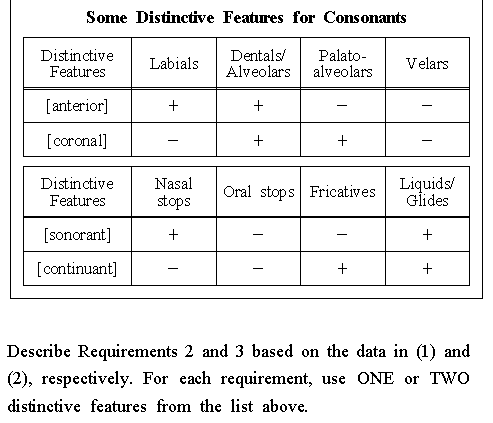 Some Distinctive Features for Consonants
Distinctive Features Labials Dentals/ Alveolars Palato- alveolars Velars
[anterior] + + − −
[coronal] − + + −
Distinctive Features Nasal stops Oral stops Fricatives Liquids/ Glides
[sonorant] + − − +
[continuant] − − + +
Describe Requirements 2 and 3 based on the data in (1) and
(2), respectively. For each requirement, use ONE or TWO
distinctive features from the list above.